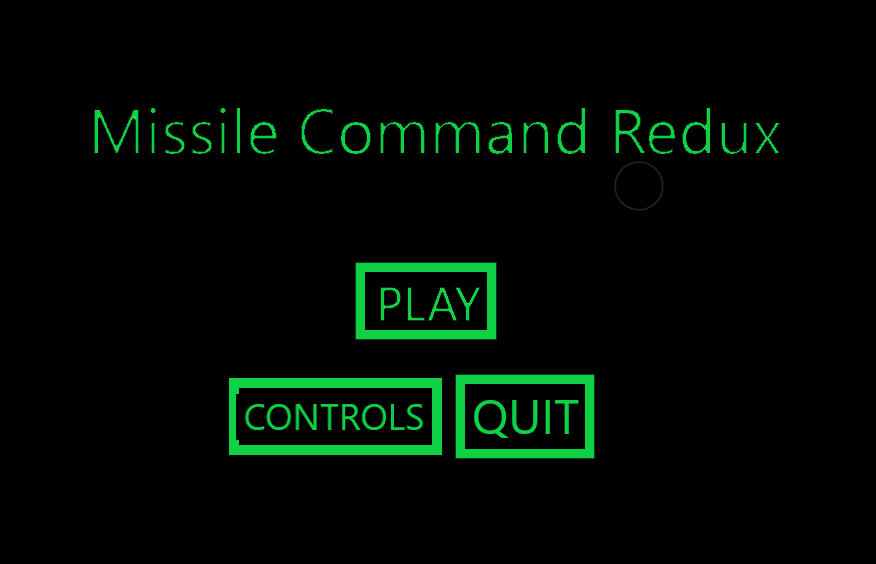 Missile Command Redux
PLAY
CONTROLS QUIT